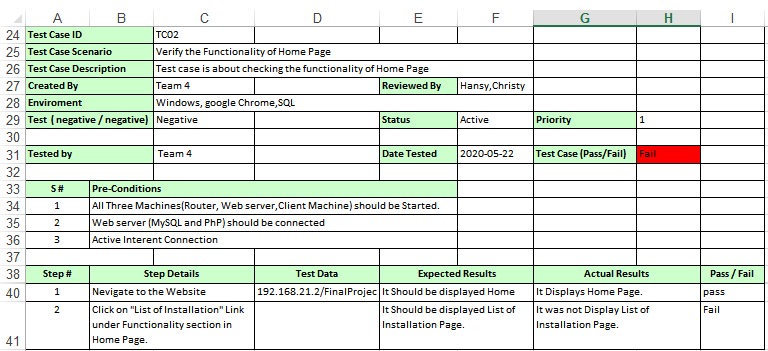 A B C D E F G H I
24 Test Case ID TC02
25 Test Case Scenario Verify the Functionality of Home Page
26 Test Case Description Test case is about checking the functionality of Home Page
27 Created By Team 4 Reviewed By Hansy,Christy
28 Enviroment Windows, google Chrome,SQL
29 Test ( negative / negative) Negative Status Active Priority 1
30
31 Tested by Team 4 Date Tested 2020-05-22 Test Case (Pass/Fail) Fail
32
33 S # Pre-Conditions
34 1 All Three Machines(Router, Web server,Client Machine) should be Started.
35 2 Web server (MySQL and PhP) should be connected
36 3 Active Interent Connection
37
38 Step # Step Details Test Data Expected Results Actual Results Pass / Fail
40 1 Nevigate to the Website 192.168.21.2/FinalProjec It Should be displayed Home It Displays Home Page. pass
2 Click on "List of Installation" Link It Should be displayed List of It was not Display List of Fail
under Functionality section in Installation Page. Installation Page.
41 Home Page.